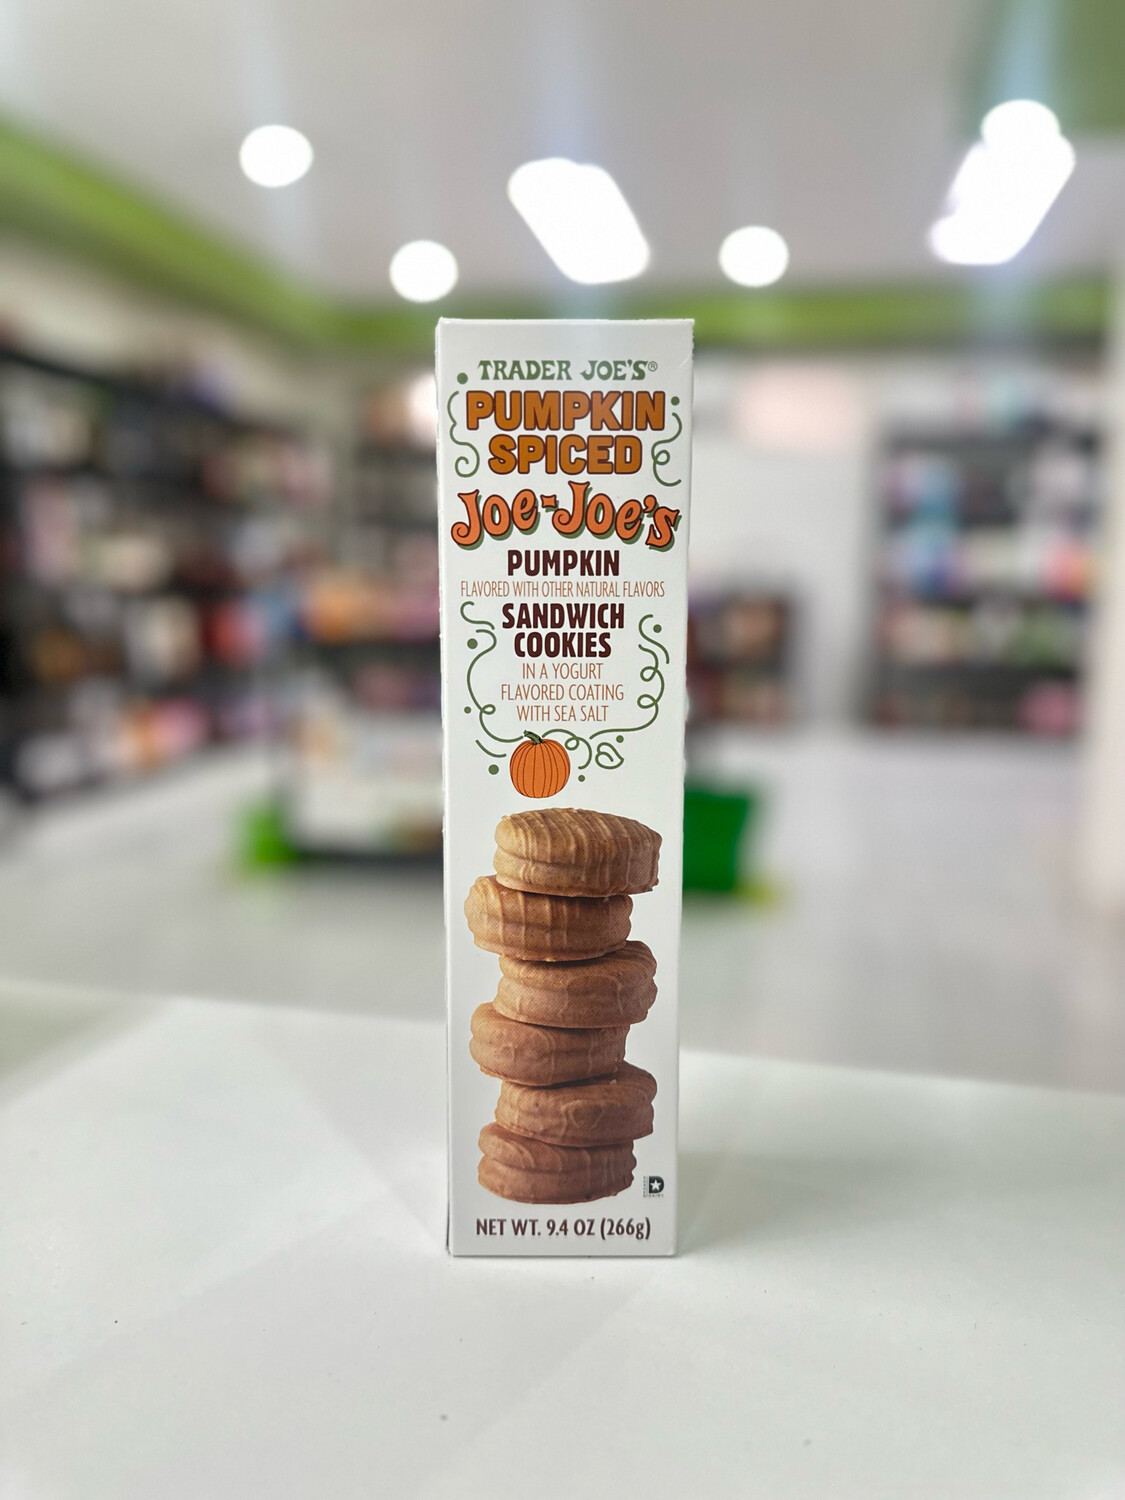 TRADER JOE'S®
PUMPKIN
SPICED
Joe-Joe's
PUMPKIN
FLAVORED WITH OTHER NATURAL FLAVORS
SANDWICH
COOKIES
IN A YOGURT
FLAVORED COATING
WITH SEA SALT
D
NET WT. 9.4 OZ (266g)